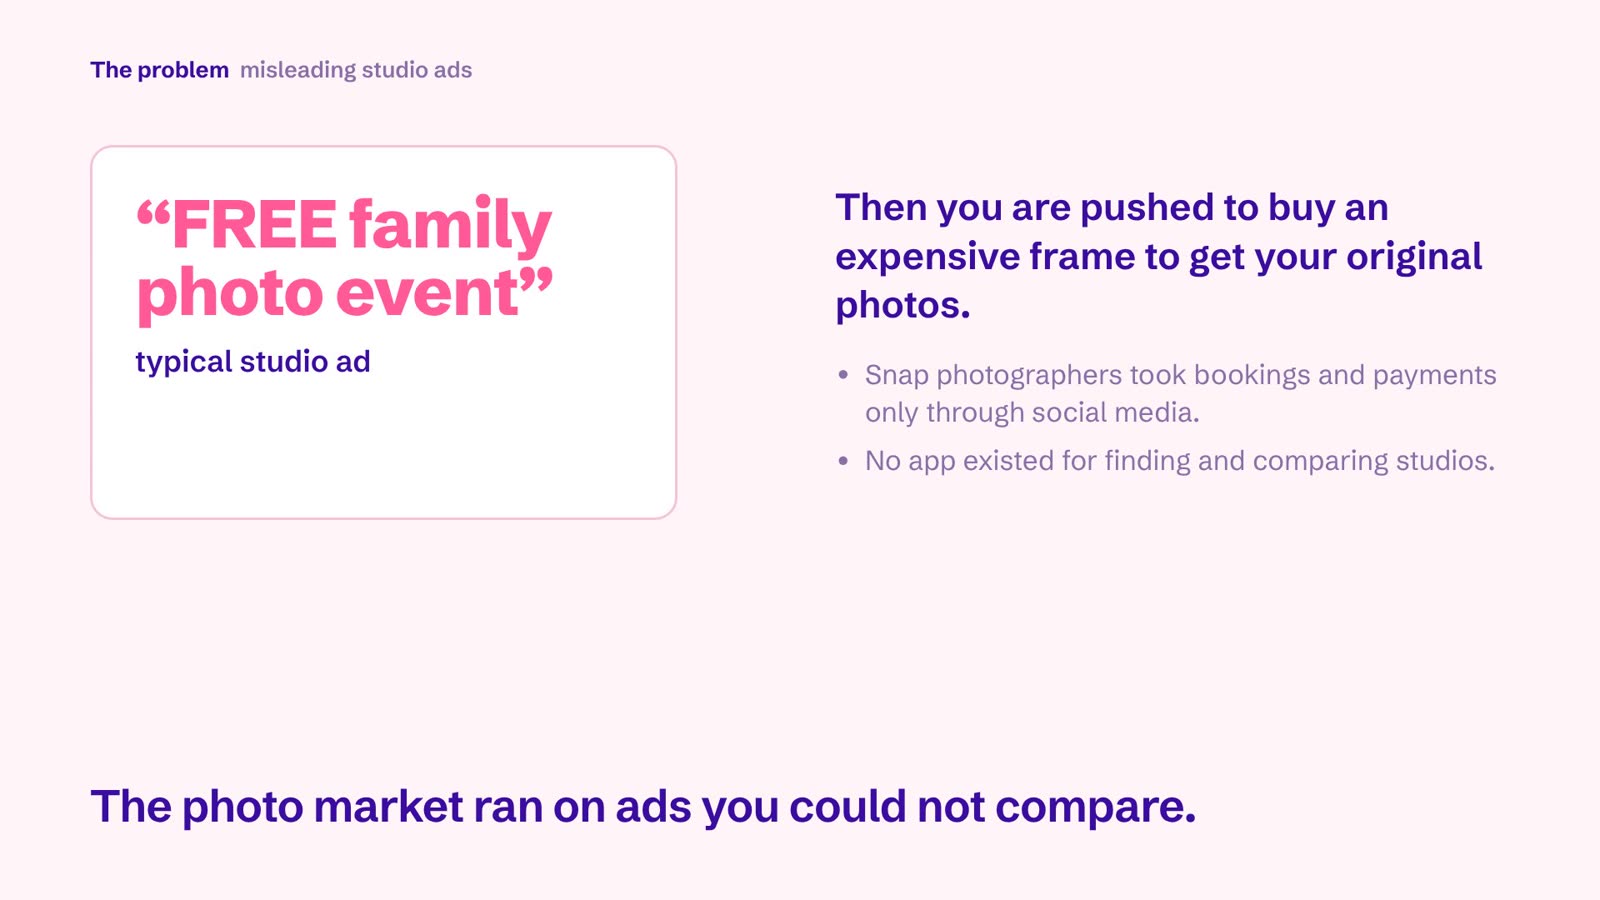 The problem misleading studio ads
“FREE family
photo event”
typical studio ad
Then you are pushed to buy an
expensive frame to get your original
photos.
• Snap photographers took bookings and payments
only through social media.
• No app existed for finding and comparing studios.
The photo market ran on ads you could not compare.